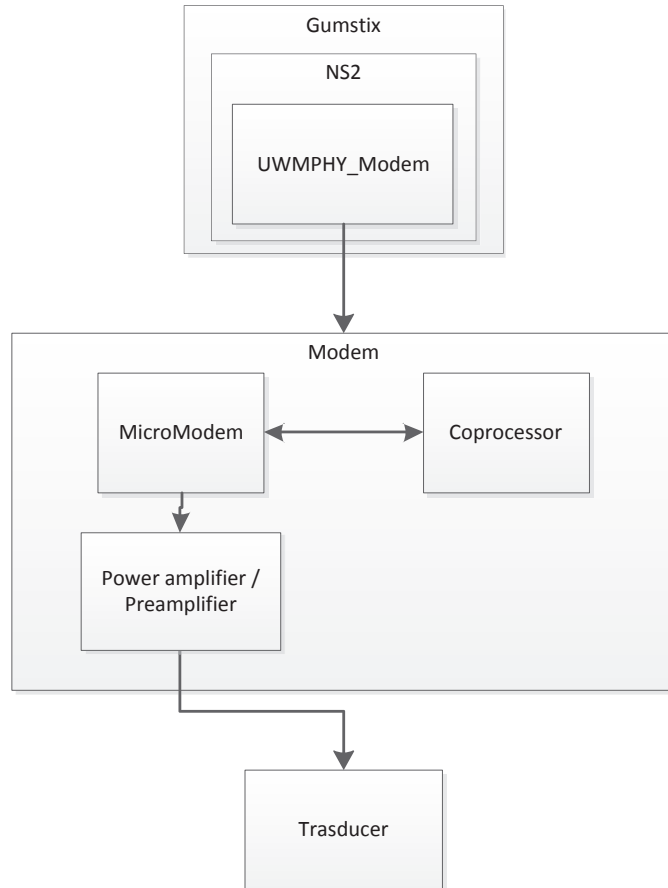 Gumstix
NS2
UWMPHY_Modem
Modem
MicroModem
Coprocessor
Power amplifier /
Preamplifier
Trasducer